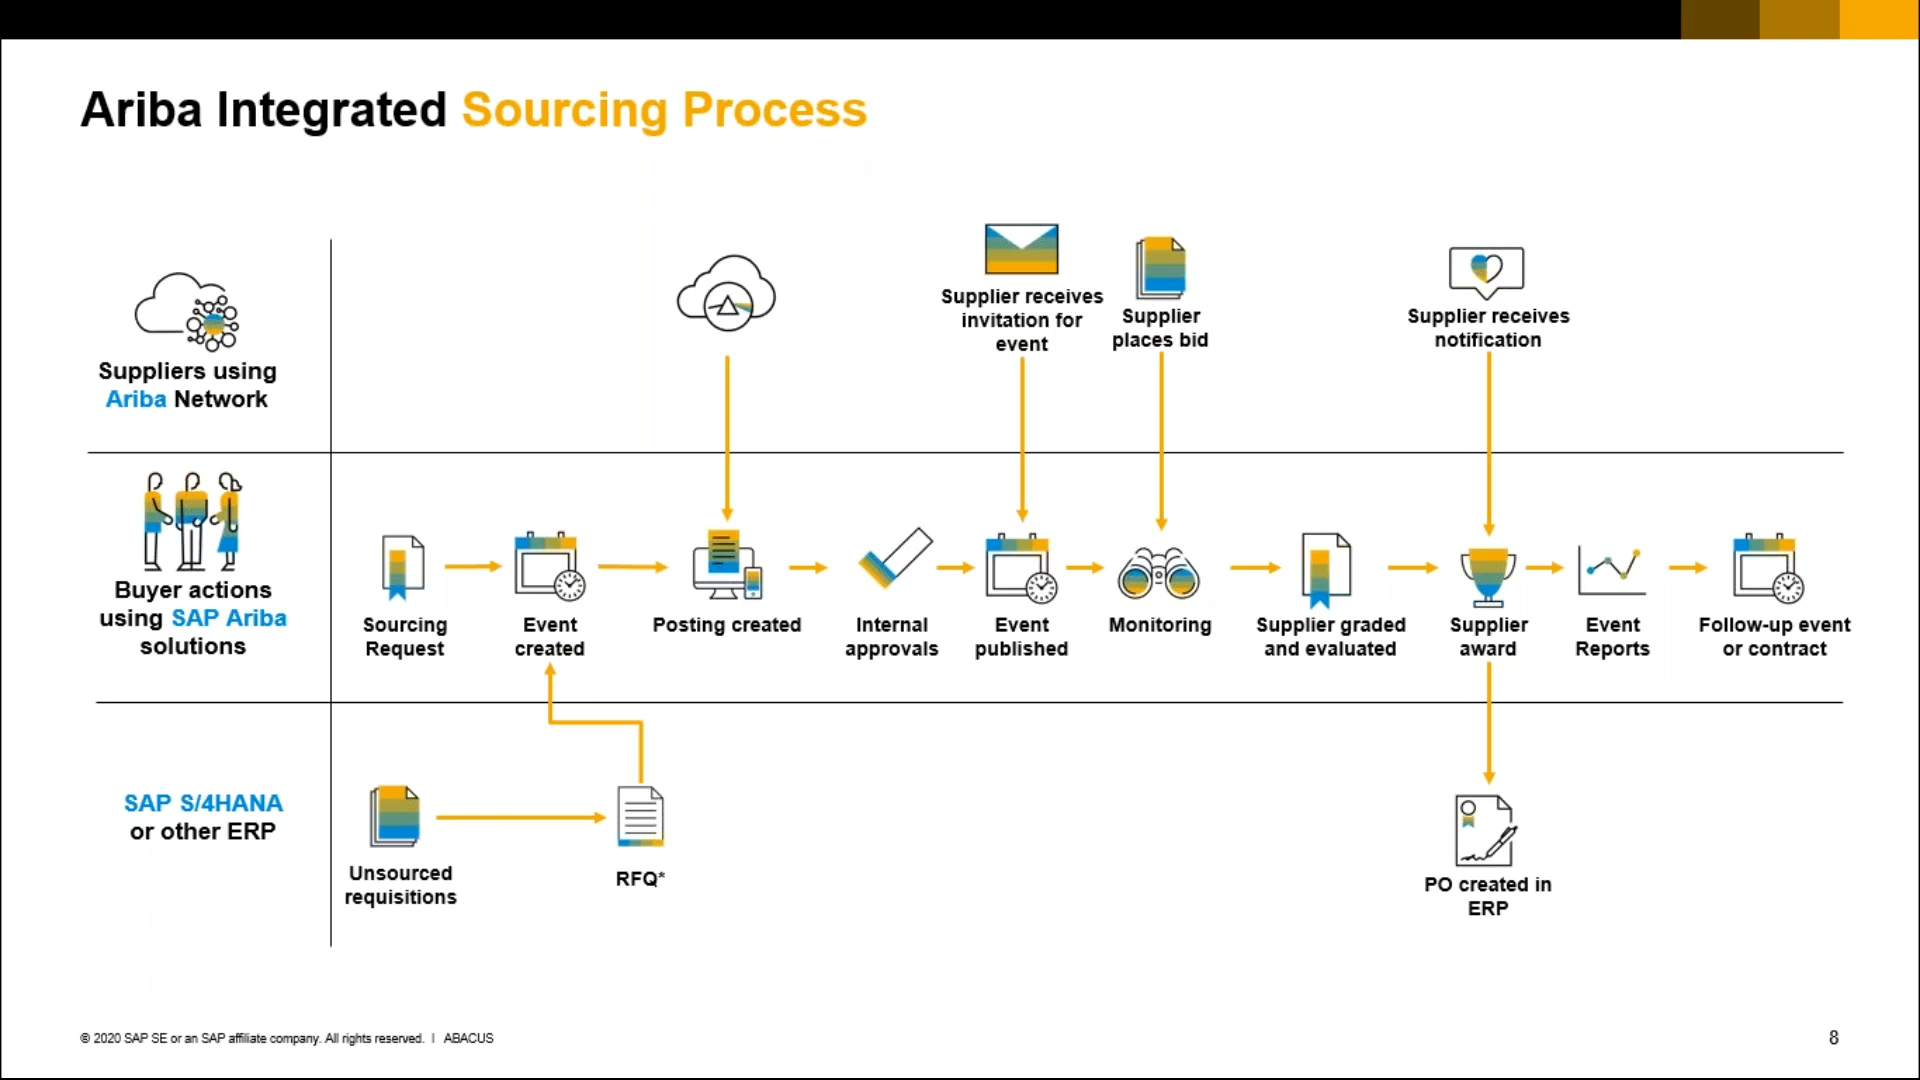 Ariba Integrated Sourcing Process
Supplier receives
invitation for
event
Supplier
places bid
Supplier receives
notification
Suppliers using
Ariba Network
Buyer actions
using SAP Ariba
solutions
Sourcing
Request
Event
created
Posting created
Internal
approvals
Event
published
Monitoring
Supplier graded
and evaluated
Supplier
award
Event
Reports
Follow-up event
or contract
SAP S/4HANA
or other ERP
Unsourced
requisitions
RFQ*
PO created in
ERP
© 2020 SAP SE or an SAP affiliate company. All rights reserved. | ABACUS
8